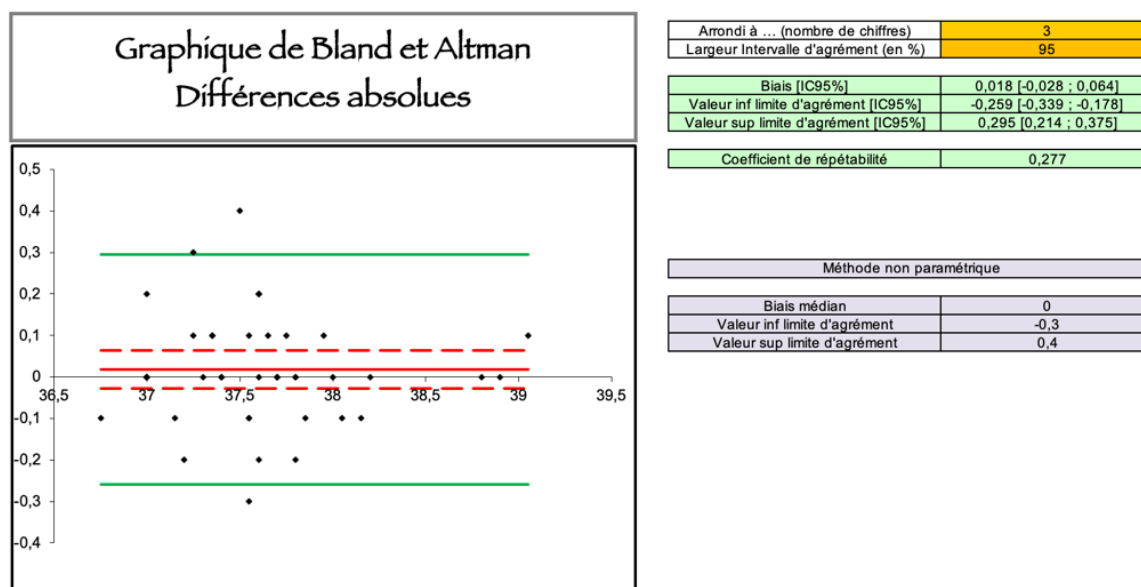 Graphique de Bland et Altman
Différences absolues
0,5
0,4
0,3
0,2
0,1
0
-0,1
-0,2
-0,3
-0,4
36,5
37
37,5
38
38,5
39
39,5
Arrondi à ... (nombre de chiffres) 3
Largeur Intervalle d'agrément (en %) 95
Biais [IC95%] 0,018 [-0,028 ; 0,064]
Valeur inf limite d'agrément [IC95%] -0,259 [-0,339 ; -0,178]
Valeur sup limite d'agrément [IC95%] 0,295 [0,214 ; 0,375]
Coefficient de répétabilité 0,277
Méthode non paramétrique
Biais médian 0
Valeur inf limite d'agrément -0,3
Valeur sup limite d'agrément 0,4